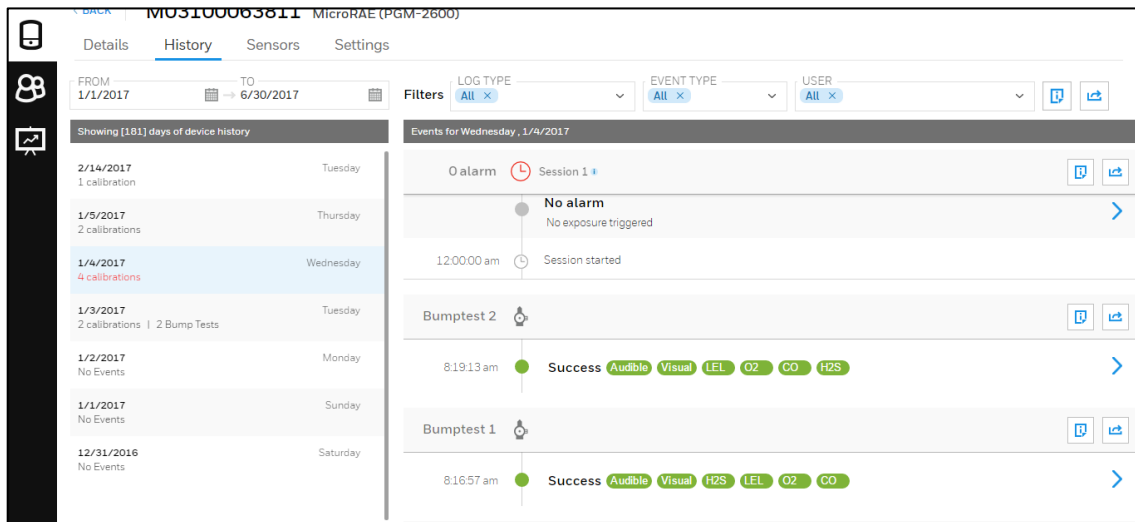 < BACK M03100063811 MicroRAE (PGM-2600)
Details History Sensors Settings
FROM TO
1/1/2017 → 6/30/2017
Filters
LOG TYPE EVENT TYPE USER
All × All × All ×
Showing [181] days of device history
2/14/2017 Tuesday
1 calibration
1/5/2017 Thursday
2 calibrations
1/4/2017 Wednesday
4 calibrations
1/3/2017 Tuesday
2 calibrations | 2 Bump Tests
1/2/2017 Monday
No Events
1/1/2017 Sunday
No Events
12/31/2016 Saturday
No Events
Events for Wednesday , 1/4/2017
0 alarm Session 1
No alarm
No exposure triggered
12:00:00 am Session started
Bumptest 2
8:19:13 am Success Audible Visual LEL O2 CO H2S
Bumptest 1
8:16:57 am Success Audible Visual H2S LEL O2 CO